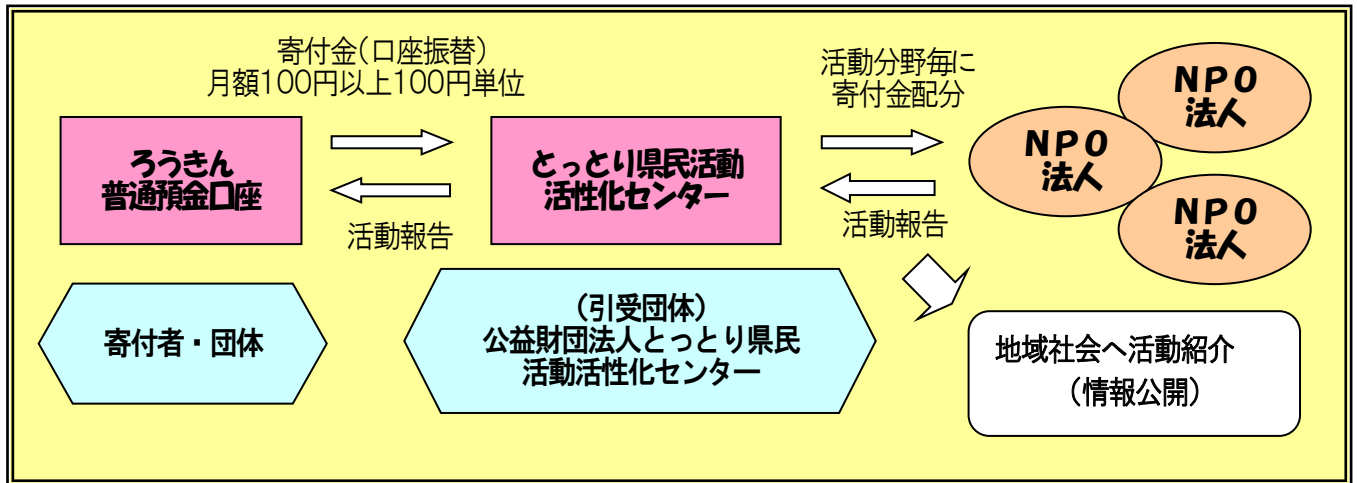 寄付金(口座振替)
月額100円以上100円単位
活動分野毎に
寄付金配分
ろうきん
普通預金口座
とっとり県民活動
活性化センター
NPO
法人
NPO
法人
NPO
法人
活動報告
活動報告
寄付者・団体
(引受団体)
公益財団法人とっとり県民
活動活性化センター
地域社会へ活動紹介
(情報公開)